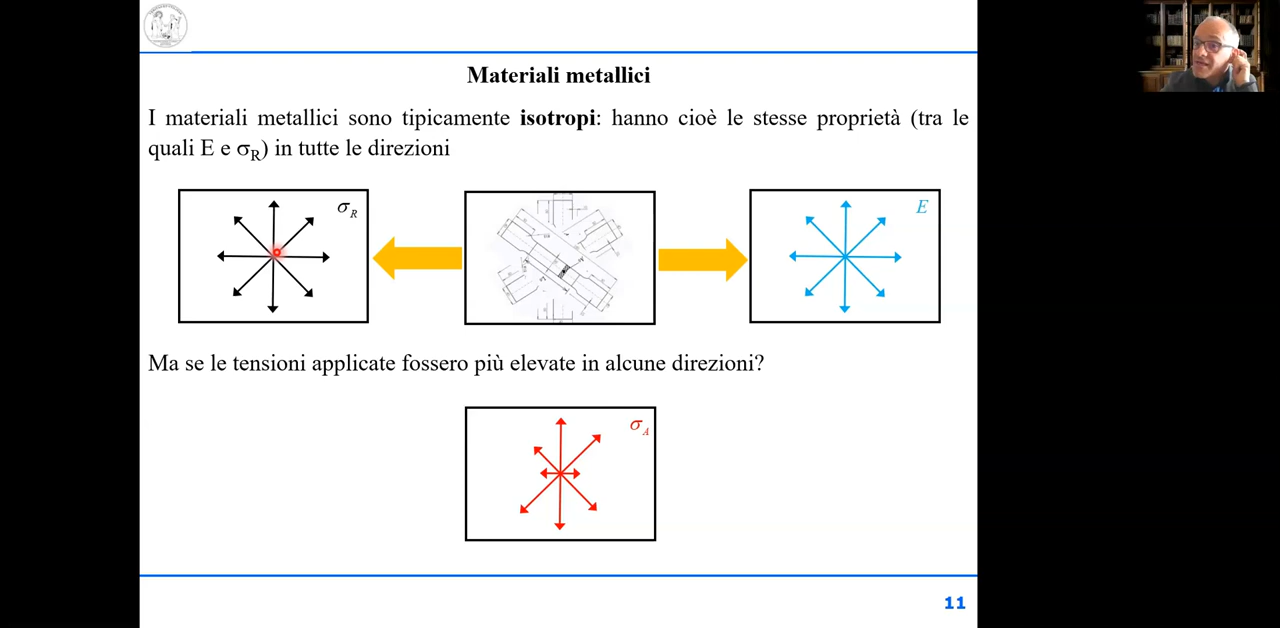 Materiali metallici
I materiali metallici sono tipicamente isotropi: hanno cioè le stesse proprietà (tra le
quali E e σR) in tutte le direzioni
σR
E
Ma se le tensioni applicate fossero più elevate in alcune direzioni?
σA
11